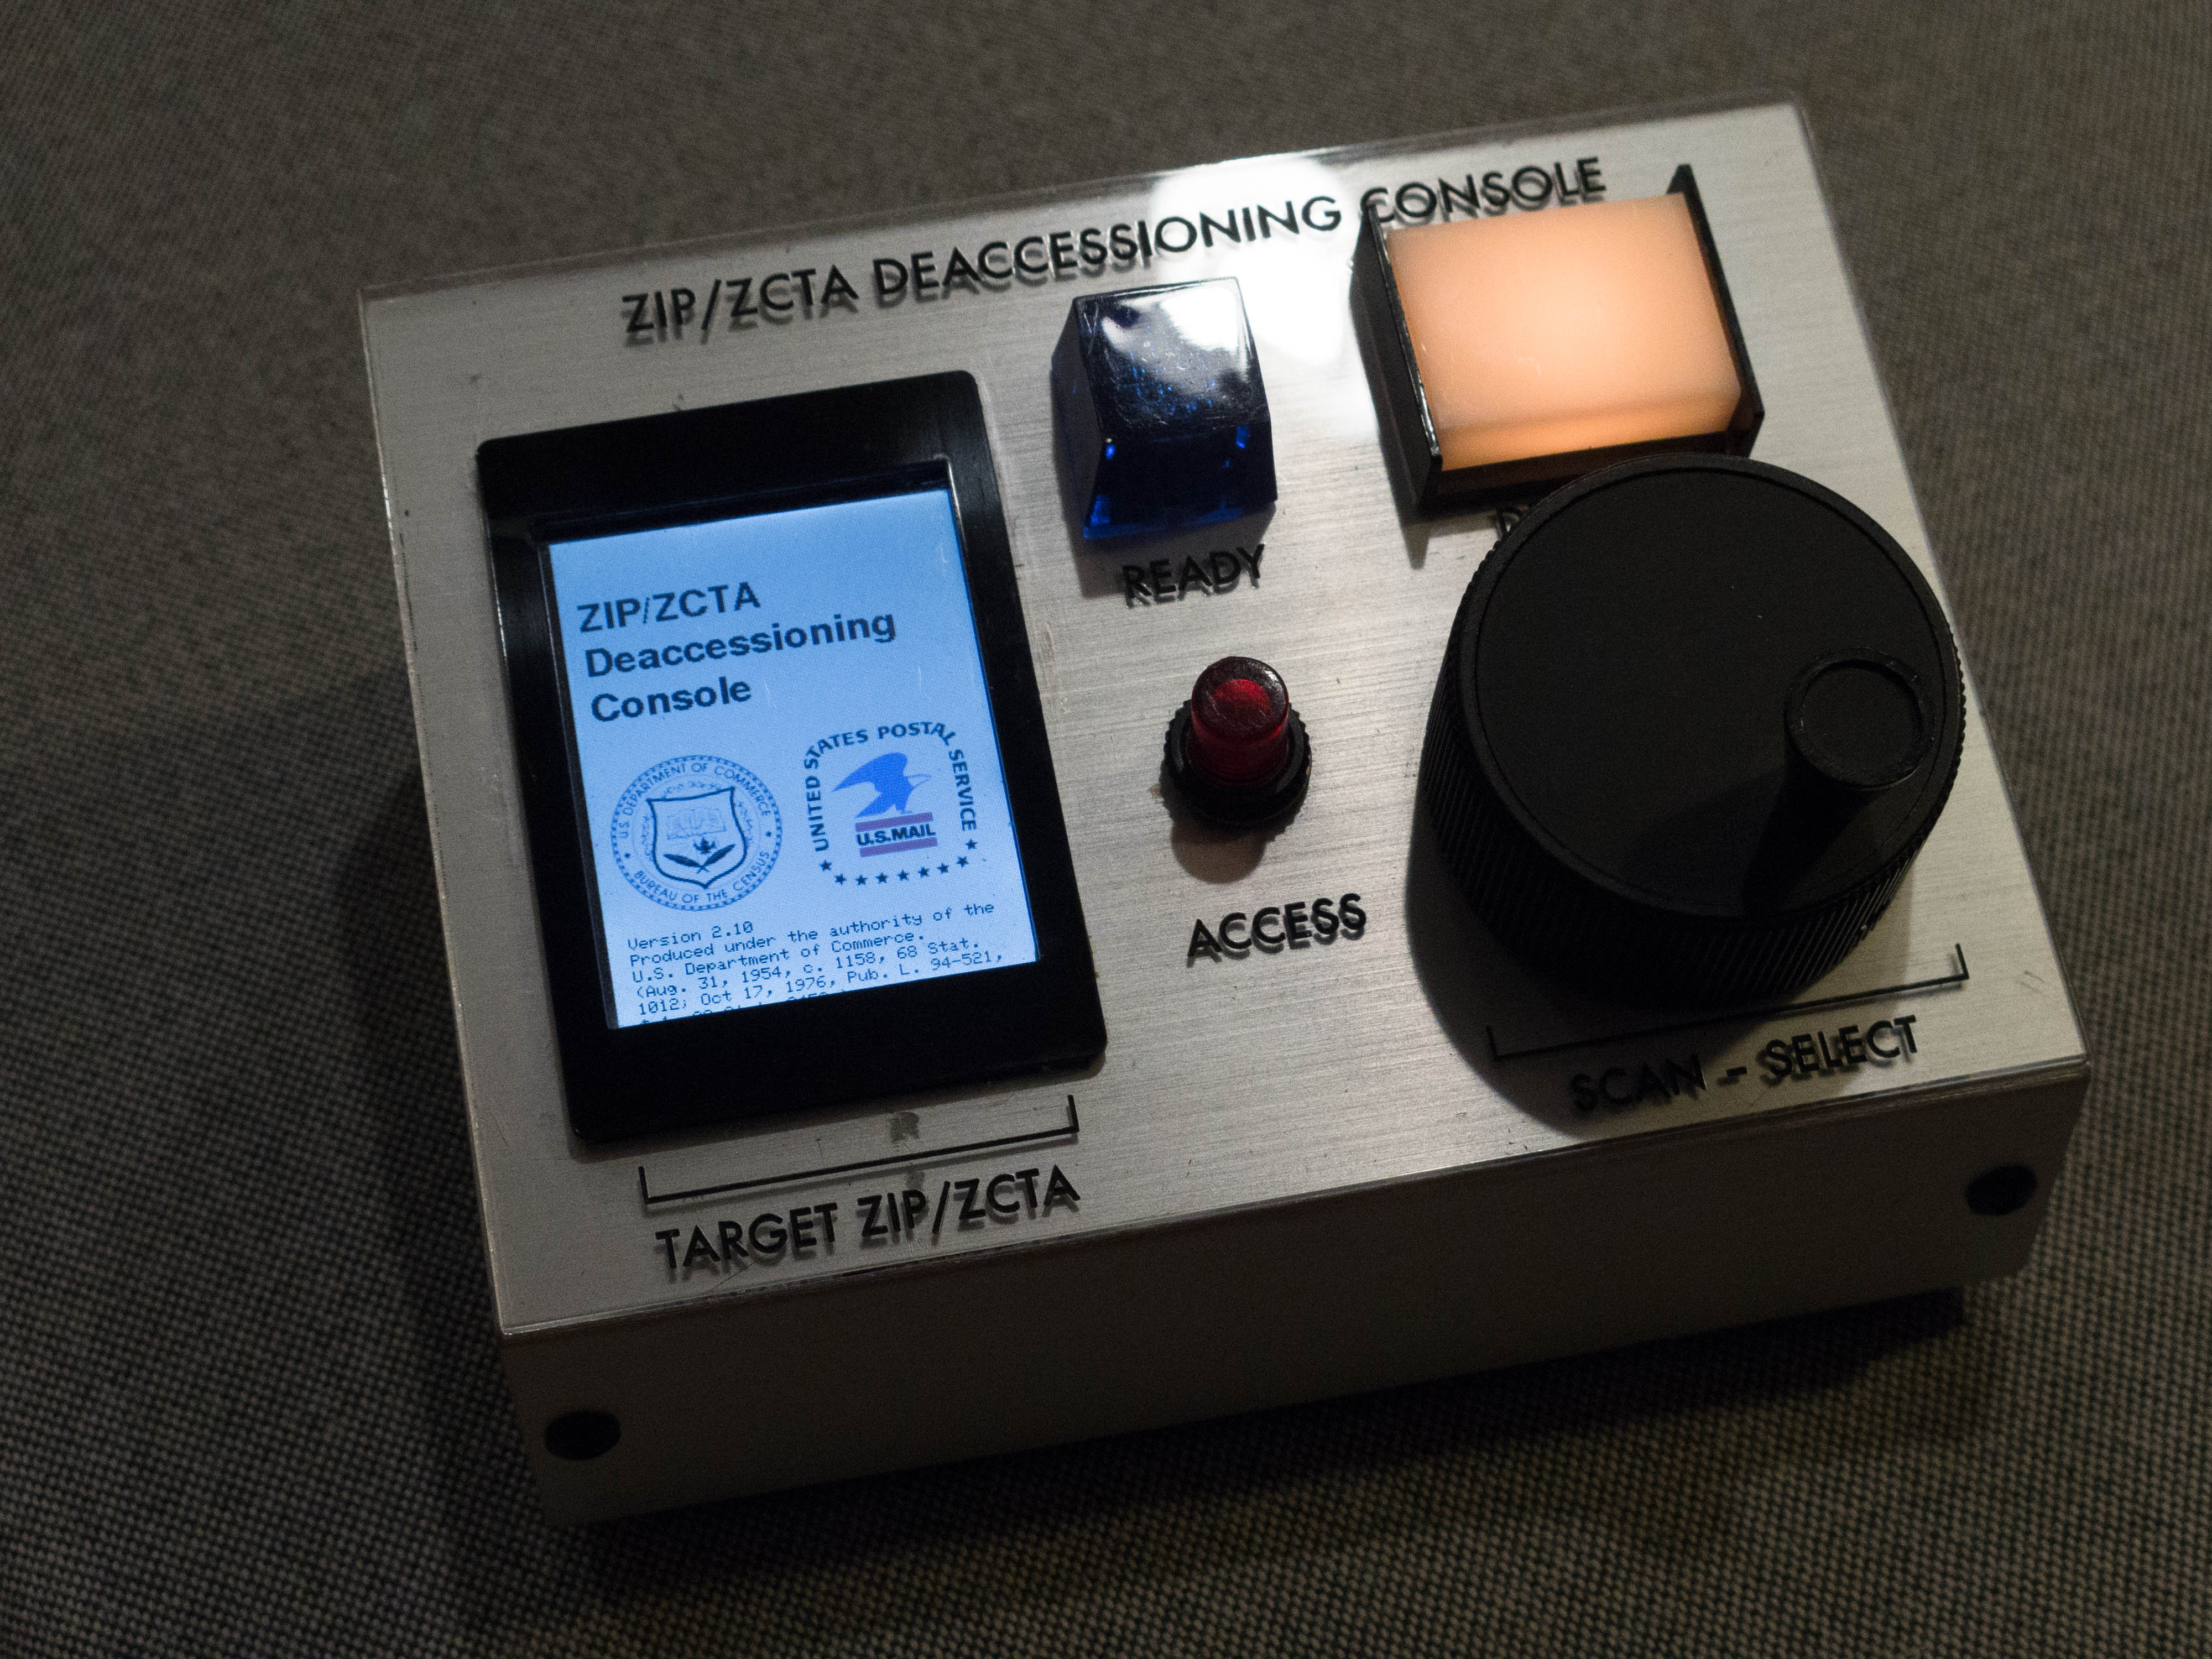 ZIP/ZCTA DEACCESSIONING CONSOLE
ZIP/ZCTA
Deaccessioning
Console
U.S. DEPARTMENT OF COMMERCE
BUREAU OF THE CENSUS
UNITED STATES POSTAL SERVICE
U.S.MAIL
Version 2.10
Produced under the authority of the
U.S. Department of Commerce.
(Aug. 31, 1954, c. 1158, 68 Stat.
1012; Oct 17, 1976, Pub. L. 94-521,
READY
ACCESS
SCAN - SELECT
TARGET ZIP/ZCTA